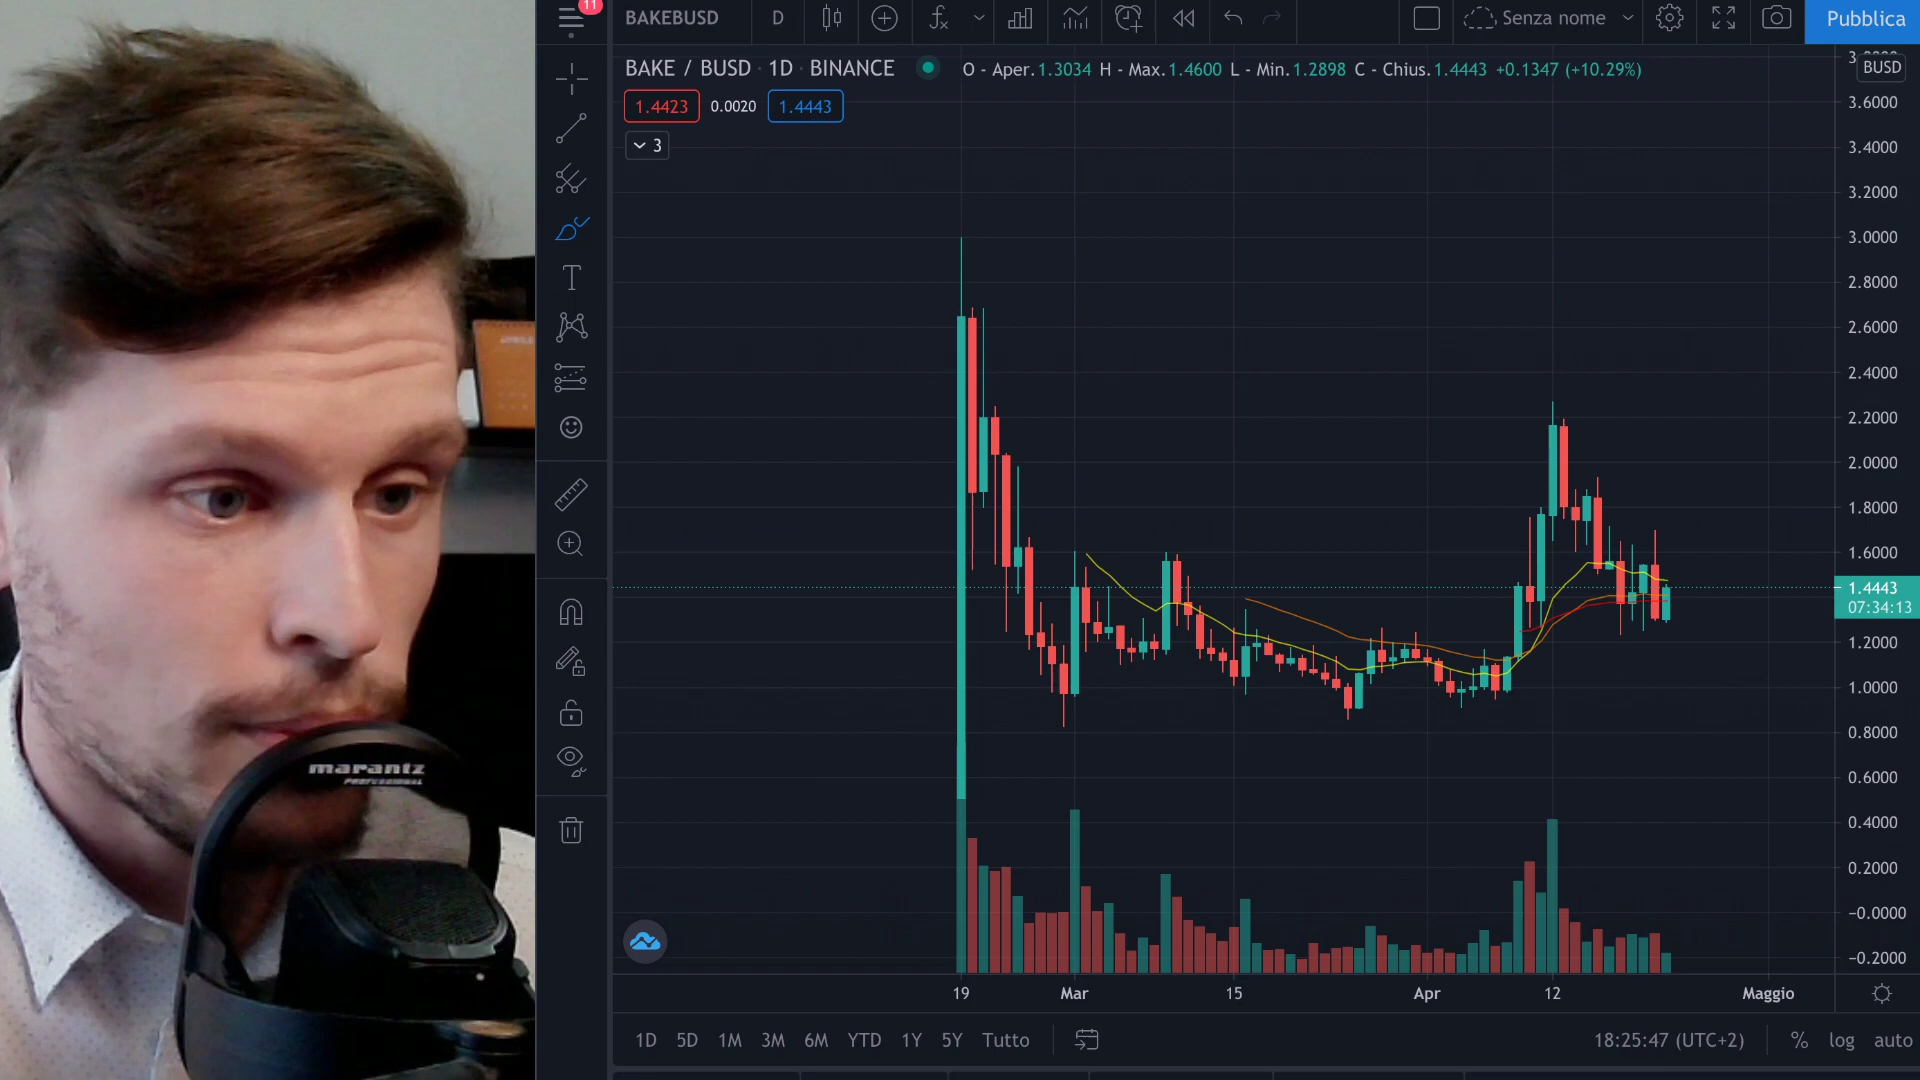 11
BAKEBUSD D Senza nome Pubblica
BAKE / BUSD · 1D · BINANCE O - Aper.1.3034 H - Max.1.4600 L - Min.1.2898 C - Chius.1.4443 +0.1347 (+10.29%)
1.4423 0.0020 1.4443
3
BUSD
3.6000
3.4000
3.2000
3.0000
2.8000
2.6000
2.4000
2.2000
2.0000
1.8000
1.6000
1.4443
07:34:13
1.2000
1.0000
0.8000
0.6000
0.4000
0.2000
−0.0000
−0.2000
19 Mar 15 Apr 12 Maggio
1D 5D 1M 3M 6M YTD 1Y 5Y Tutto 18:25:47 (UTC+2) % log auto
marantz
PROFESSIONAL